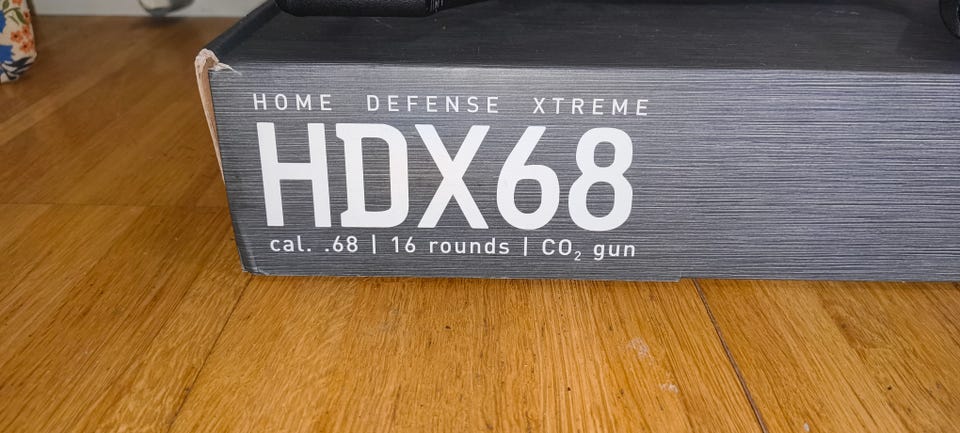 HOME DEFENSE XTREME
HDX68
cal. .68 | 16 rounds | CO₂ gun